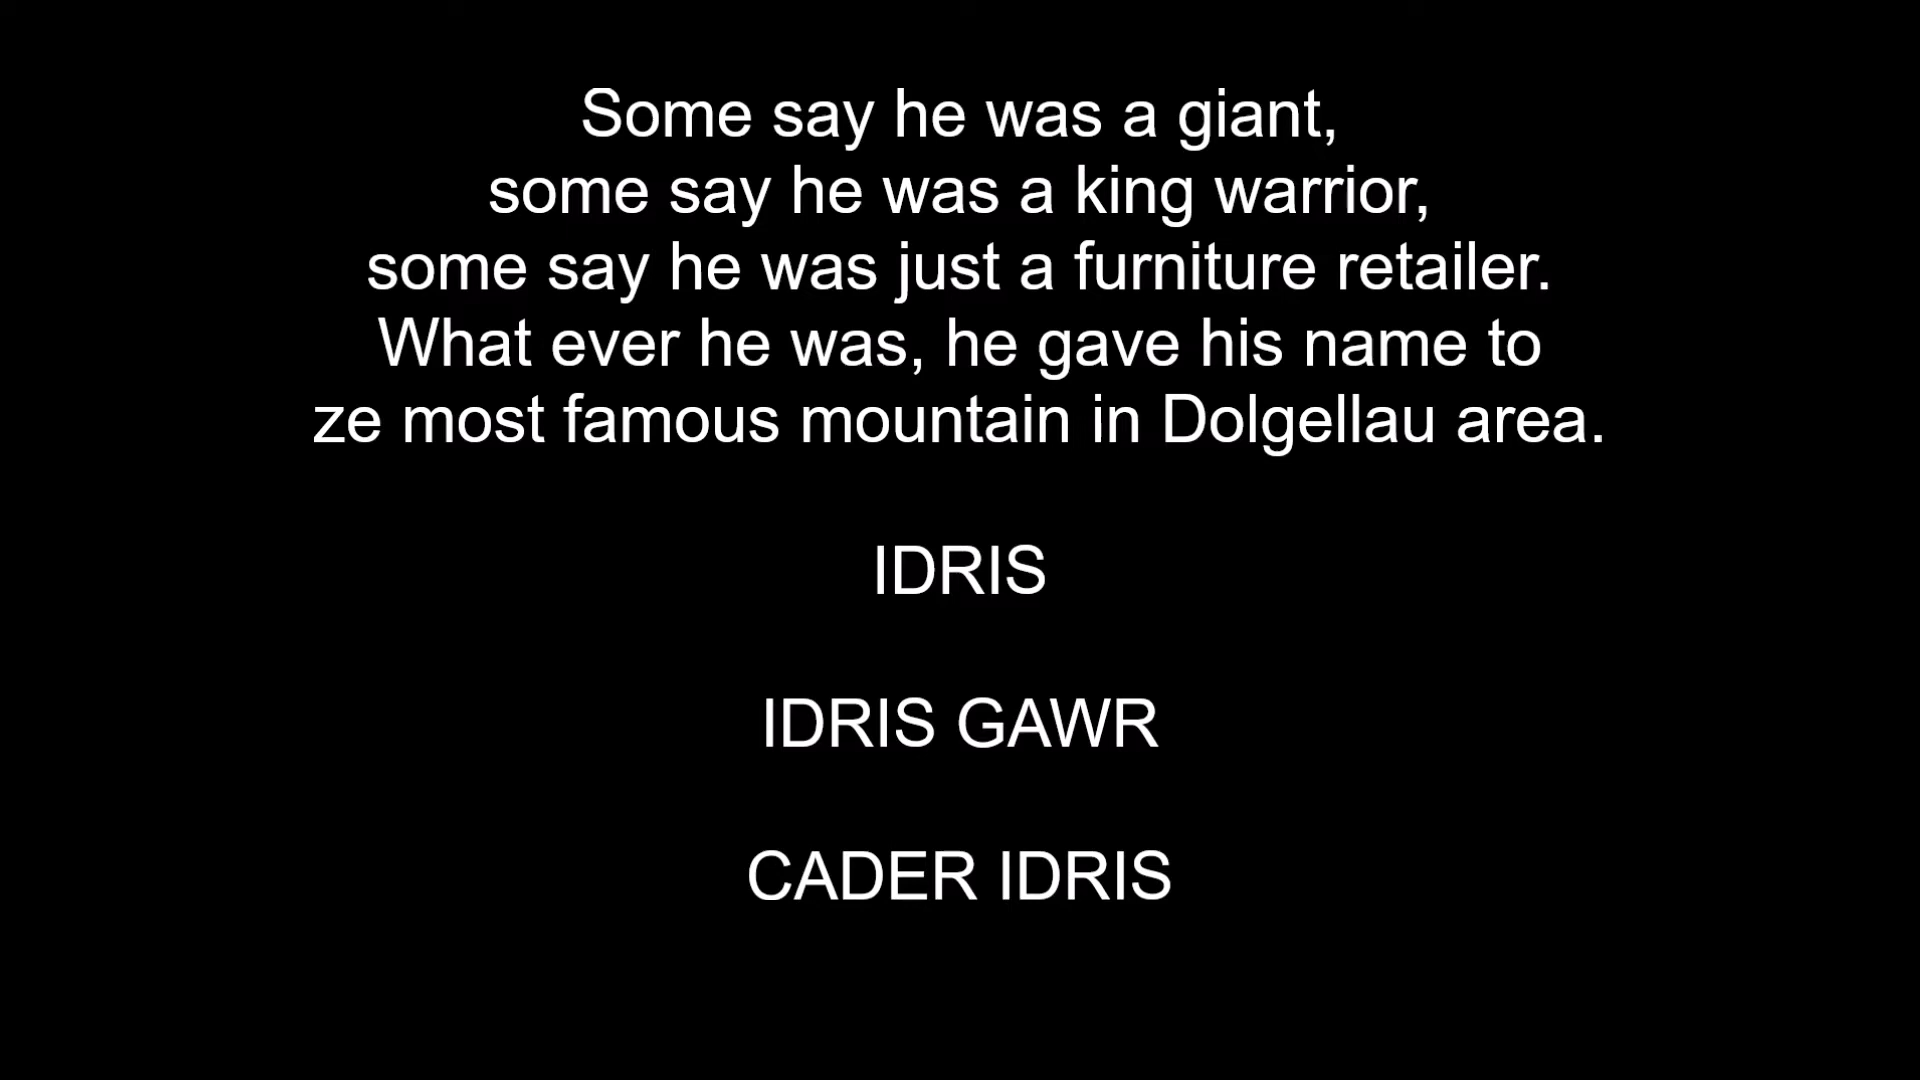 Some say he was a giant,
some say he was a king warrior,
some say he was just a furniture retailer.
What ever he was, he gave his name to
ze most famous mountain in Dolgellau area.
IDRIS
IDRIS GAWR
CADER IDRIS